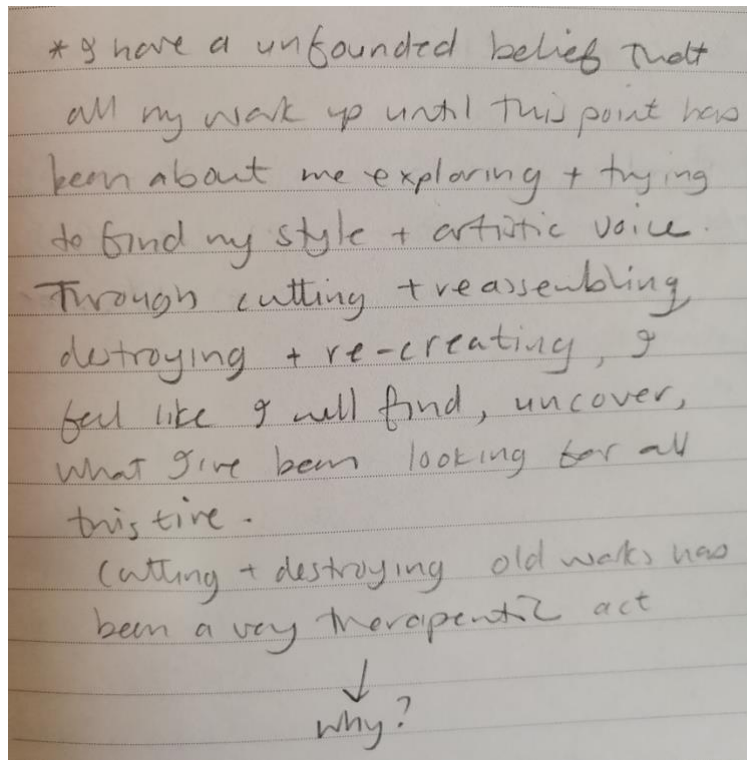 * I have a unfounded belief that
all my work up until this point has
been about me exploring + trying
to find my style + artistic voice.
Through cutting + reassembling,
destroying + re-creating, I
feel like I will find, uncover,
what I've been looking for all
this time.
Cutting + destroying old works has
been a very therapeutic act
↓
why?